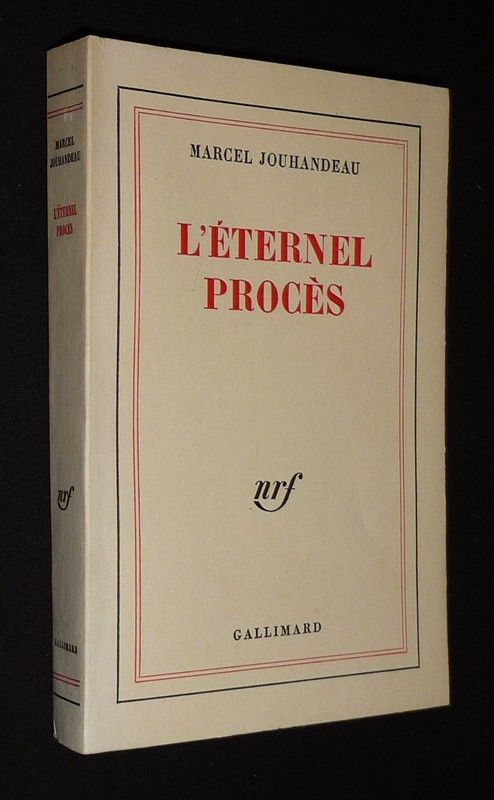 MARCEL JOUHANDEAU
L'ÉTERNEL
PROCÈS
nrf
GALLIMARD
MARCEL
JOUHANDEAU
L'ÉTERNEL
PROCÈS
nrf
GALLIMARD